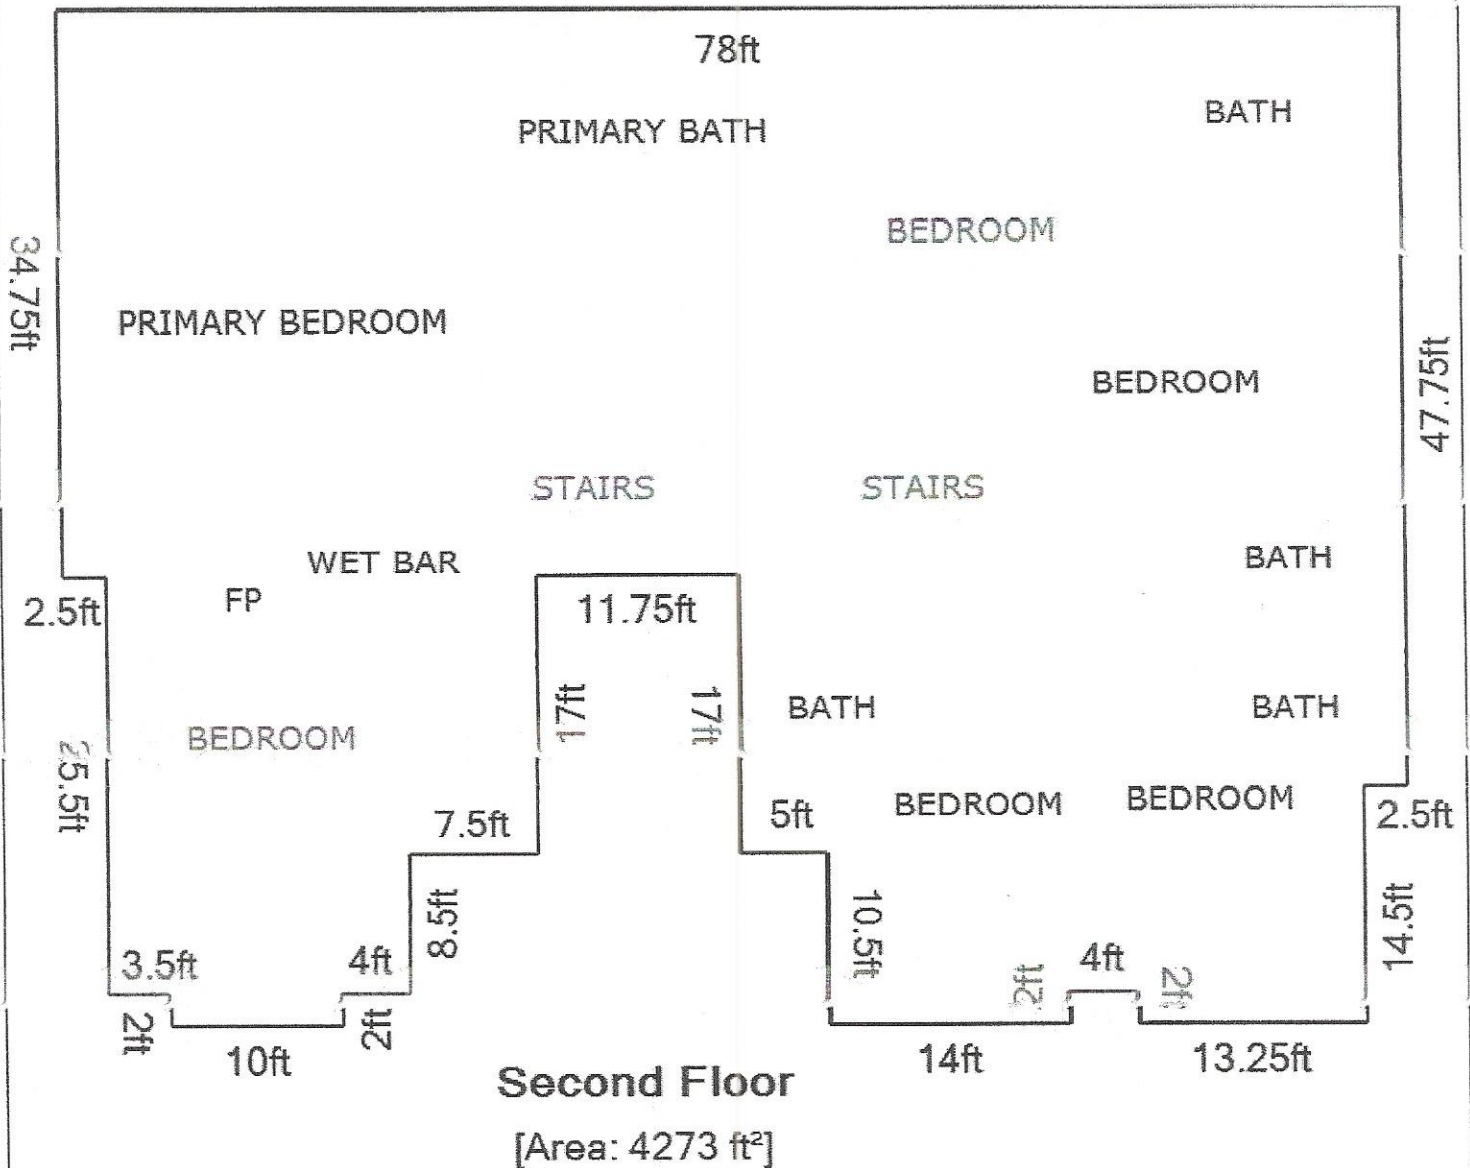 78ft
BATH
PRIMARY BATH
BEDROOM
34.75ft
PRIMARY BEDROOM
47.75ft
BEDROOM
STAIRS
STAIRS
WET BAR
BATH
FP
2.5ft
11.75ft
17ft
17ft
BATH
BATH
BEDROOM
25.5ft
7.5ft
5ft
BEDROOM
BEDROOM
2.5ft
8.5ft
10.5ft
14.5ft
3.5ft
4ft
4ft
2ft
2ft
2ft
2ft
10ft
14ft
13.25ft
Second Floor
[Area: 4273 ft²]